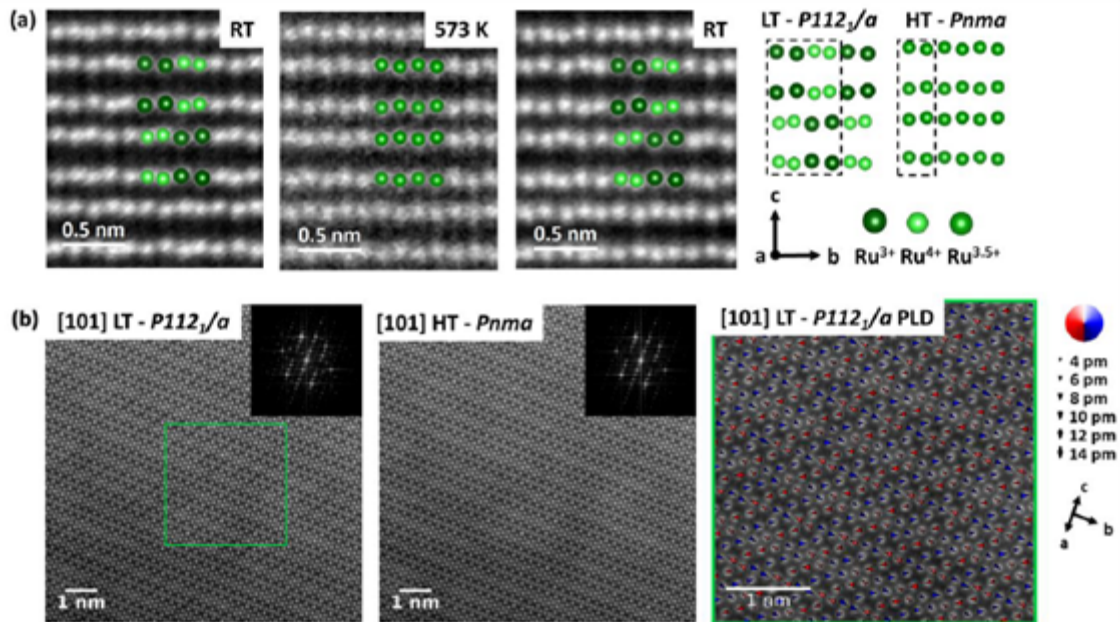 (a)
RT
573 K
RT
LT - P112₁/a
HT - Pnma
0.5 nm
0.5 nm
0.5 nm
c
a
b
Ru³⁺ Ru⁴⁺ Ru³·⁵⁺
(b)
[101] LT - P112₁/a
[101] HT - Pnma
[101] LT - P112₁/a PLD
4 pm
6 pm
8 pm
10 pm
12 pm
14 pm
c
b
a
1 nm
1 nm
1 nm